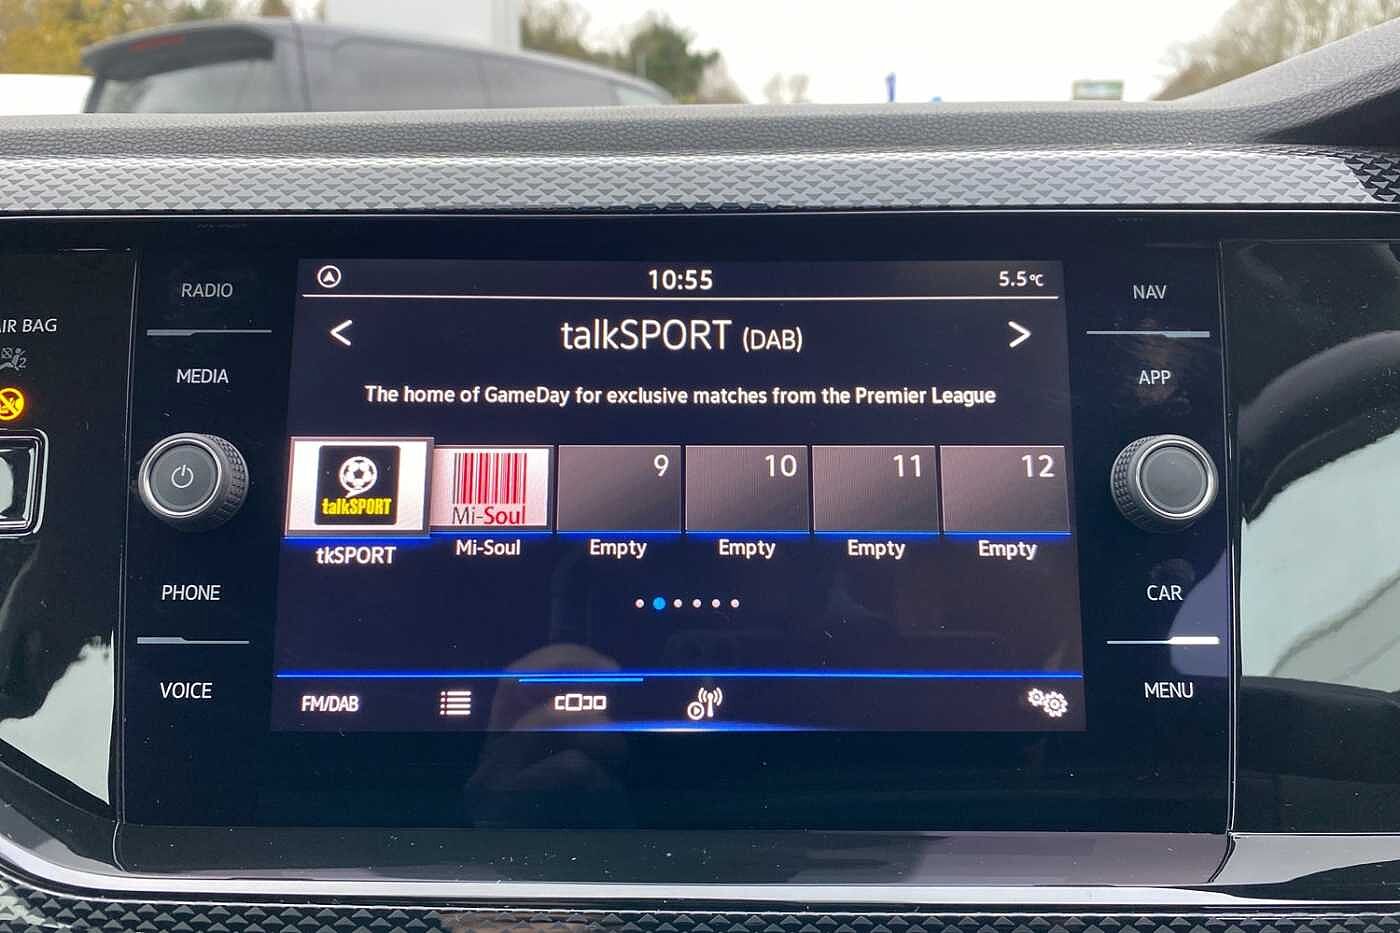 10:55
5.5°C
RADIO
NAV
AIR BAG
talkSPORT (DAB)
MEDIA
APP
The home of GameDay for exclusive matches from the Premier League
talkSPORT
Mi-Soul
9
10
11
12
tkSPORT
Mi-Soul
Empty
Empty
Empty
Empty
PHONE
CAR
VOICE
MENU
FM/DAB